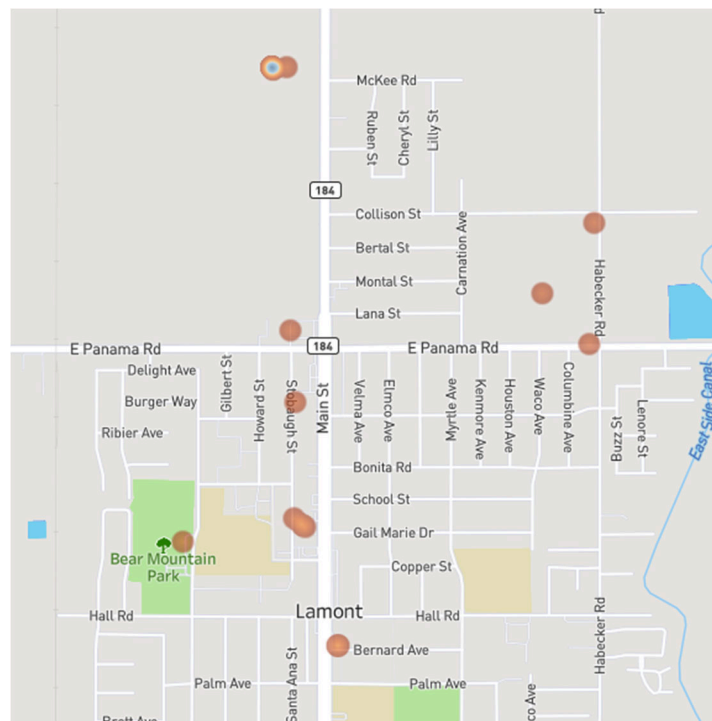 McKee Rd
Ruben St
Cheryl St
Lilly St
184
Collison St
Carnation Ave
Bertal St
Habecker Rd
Montal St
Lana St
184
E Panama Rd
E Panama Rd
Delight Ave
Gilbert St
Howard St
Stobaugh St
Main St
Velma Ave
Elmco Ave
Myrtle Ave
Kenmore Ave
Houston Ave
Waco Ave
Columbine Ave
Buzz St
Lenore St
East Side Canal
Burger Way
Ribier Ave
Bonita Rd
School St
Gail Marie Dr
Bear Mountain
Park
Copper St
Lamont
Hall Rd
Hall Rd
Habecker Rd
Bernard Ave
Santa Ana St
Palm Ave
Palm Ave
co Ave